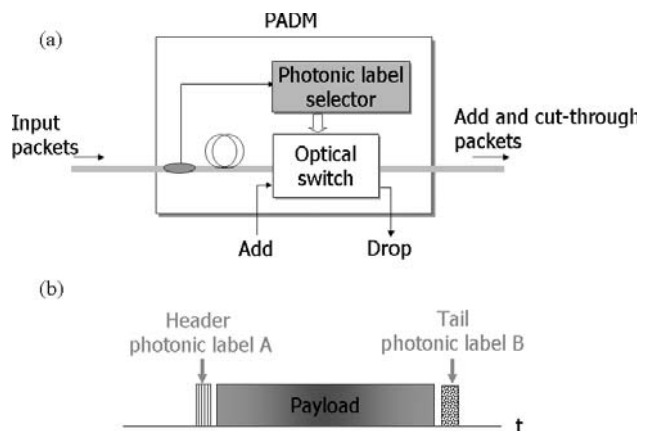 PADM
(a)
Photonic label
selector
Input
packets
Add and cut-through
packets
Optical
switch
Add
Drop
(b)
Header
photonic label A
Tail
photonic label B
Payload
t